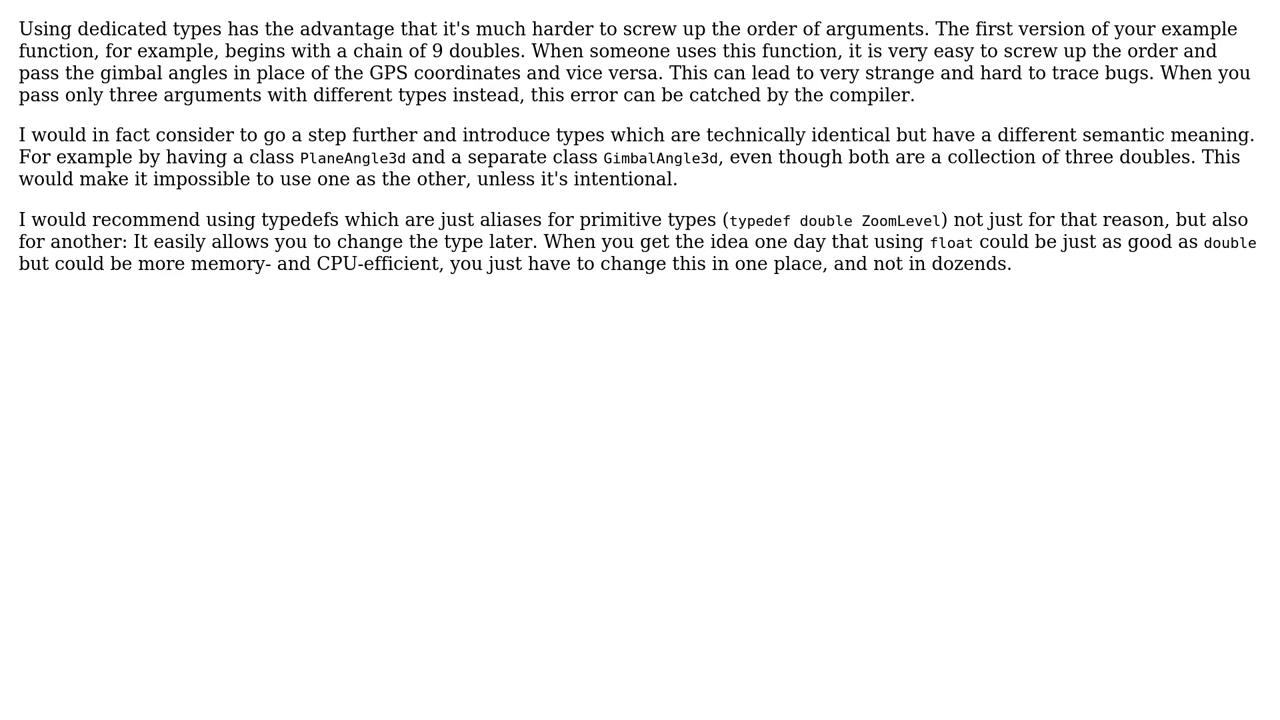 Using dedicated types has the advantage that it's much harder to screw up the order of arguments. The first version of your example
function, for example, begins with a chain of 9 doubles. When someone uses this function, it is very easy to screw up the order and
pass the gimbal angles in place of the GPS coordinates and vice versa. This can lead to very strange and hard to trace bugs. When you
pass only three arguments with different types instead, this error can be catched by the compiler.
I would in fact consider to go a step further and introduce types which are technically identical but have a different semantic meaning.
For example by having a class PlaneAngle3d and a separate class GimbalAngle3d, even though both are a collection of three doubles. This
would make it impossible to use one as the other, unless it's intentional.
I would recommend using typedefs which are just aliases for primitive types (typedef double ZoomLevel) not just for that reason, but also
for another: It easily allows you to change the type later. When you get the idea one day that using float could be just as good as double
but could be more memory- and CPU-efficient, you just have to change this in one place, and not in dozends.